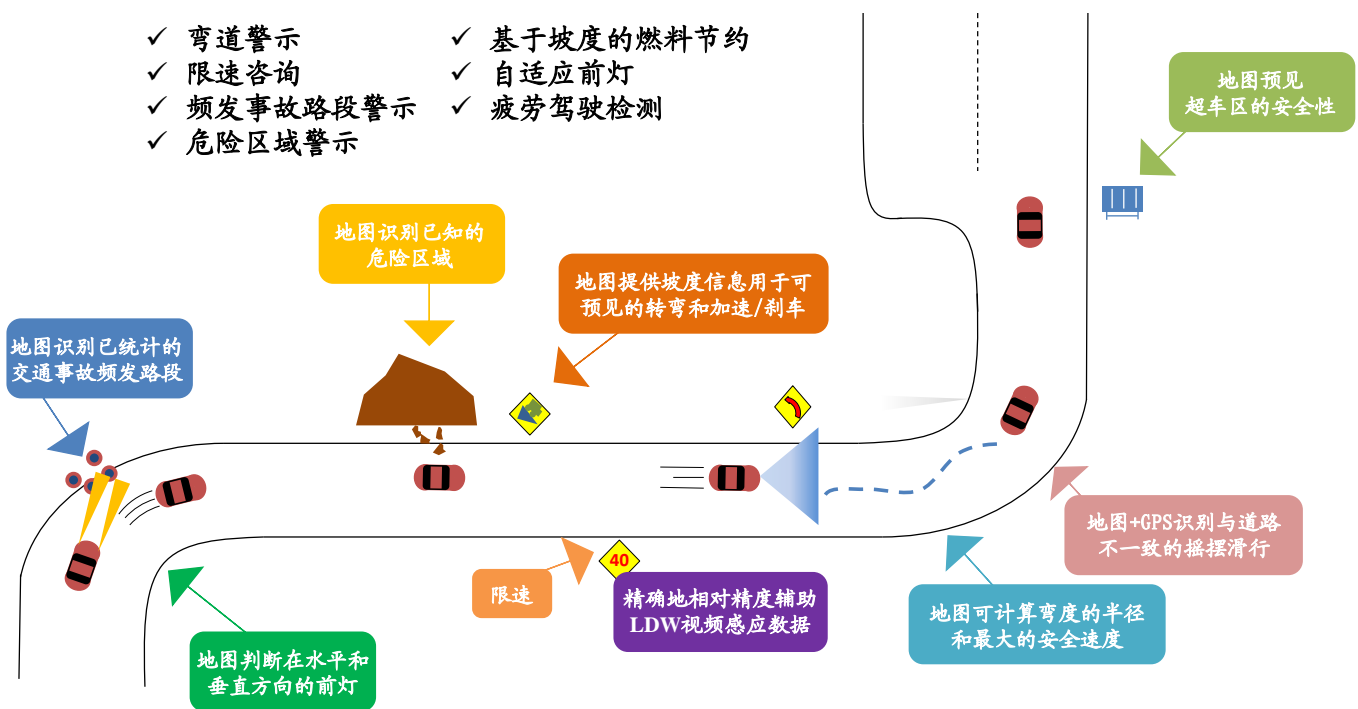 ✓ 弯道警示
✓ 限速咨询
✓ 频发事故路段警示
✓ 危险区域警示
✓ 基于坡度的燃料节约
✓ 自适应前灯
✓ 疲劳驾驶检测
地图预见
超车区的安全性
地图识别已知的
危险区域
地图提供坡度信息用于可
预见的转弯和加速/刹车
地图识别已统计的
交通事故频发路段
地图+GPS识别与道路
不一致的摇摆滑行
40
限速
精确地相对精度辅助
LDW视频感应数据
地图可计算弯度的半径
和最大的安全速度
地图判断在水平和
垂直方向的前灯